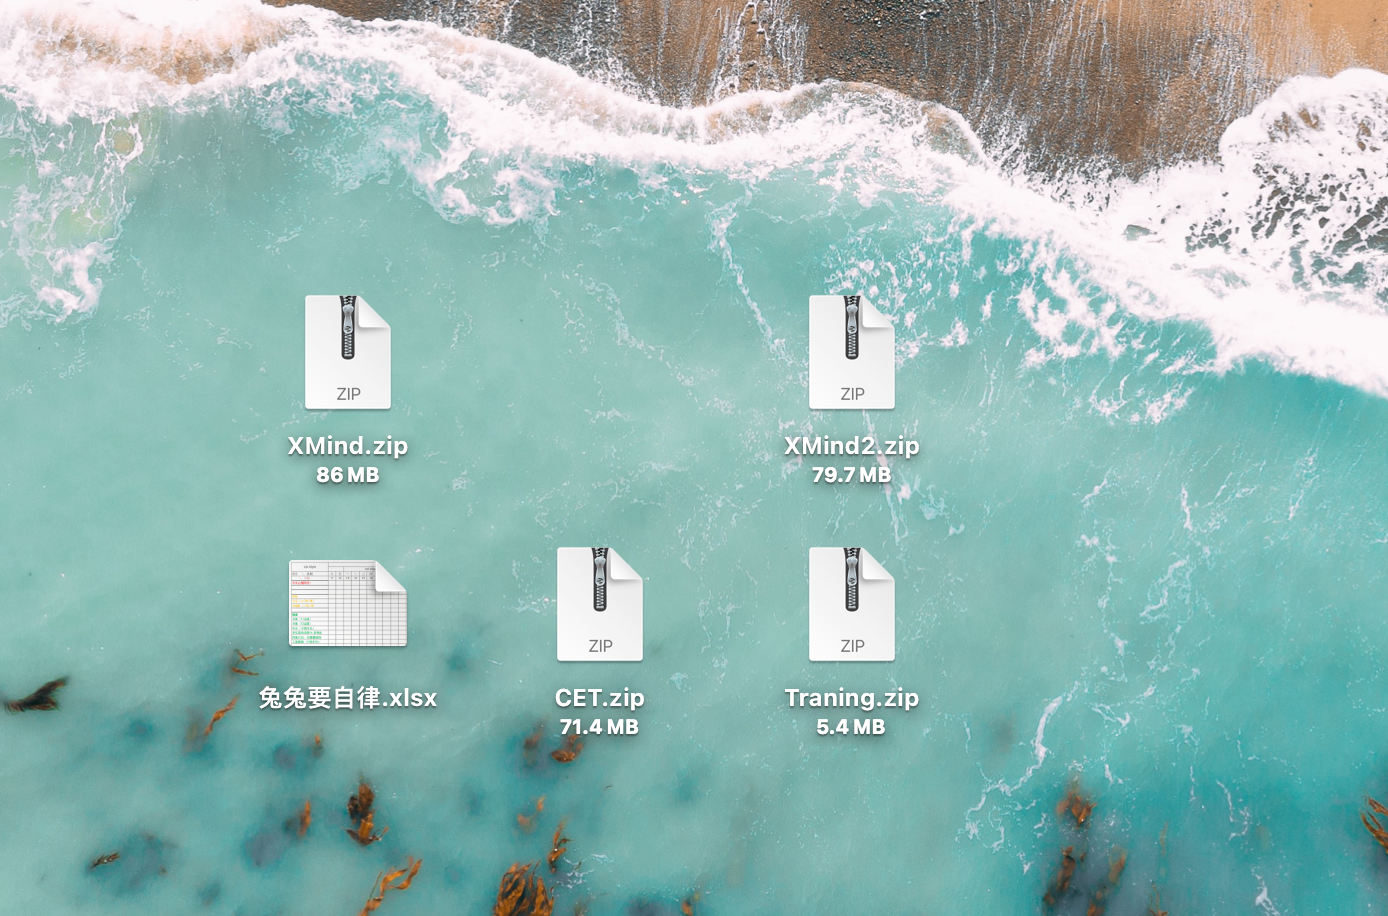 ZIP
ZIP
XMind.zip
XMind2.zip
86 MB
79.7 MB
ZIP
ZIP
兔兔要自律.xlsx
CET.zip
Traning.zip
71.4 MB
5.4 MB